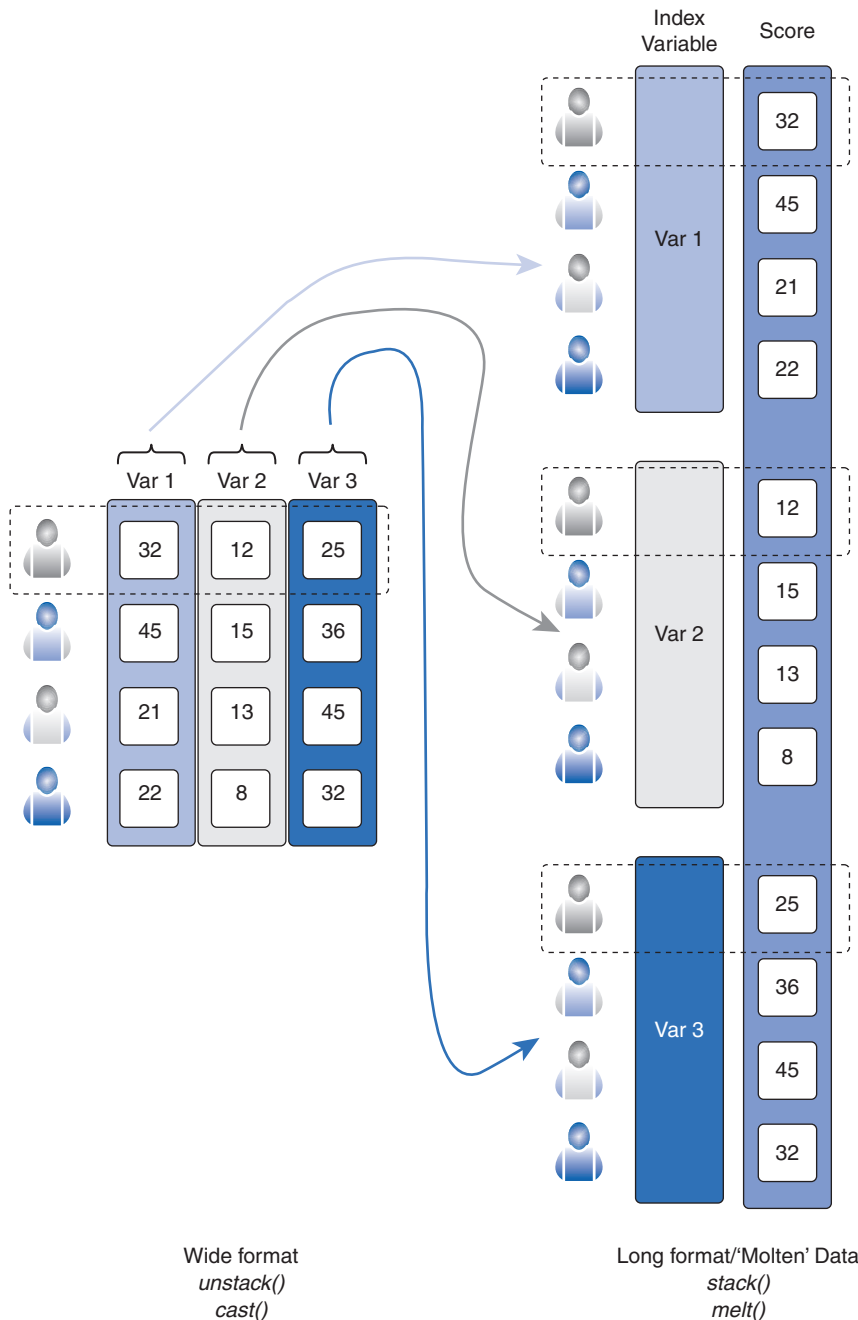 Index Variable
Score
32
45
Var 1
21
22
Var 1 Var 2 Var 3
32 12 25
45 15 36
21 13 45
22 8 32
12
15
Var 2
13
8
25
36
Var 3
45
32
Wide format
unstack()
cast()
Long format/‘Molten’ Data
stack()
melt()